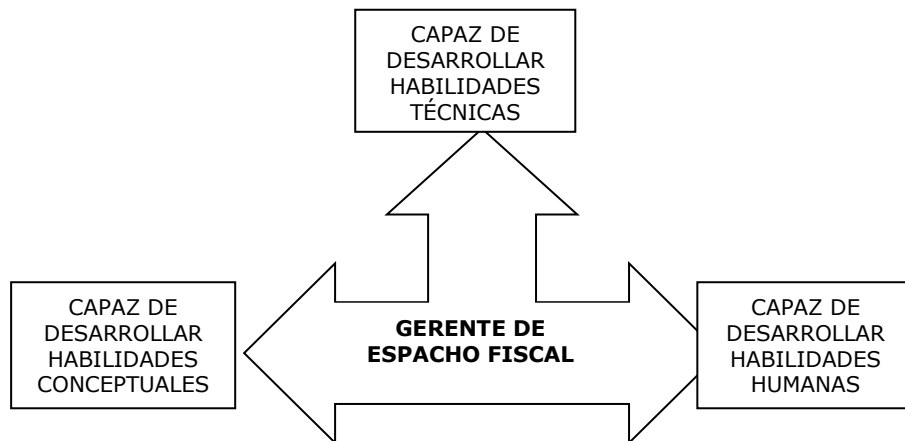 CAPAZ DE
DESARROLLAR
HABILIDADES
TÉCNICAS
CAPAZ DE
DESARROLLAR
HABILIDADES
CONCEPTUALES
GERENTE DE
ESPACHO FISCAL
CAPAZ DE
DESARROLLAR
HABILIDADES
HUMANAS